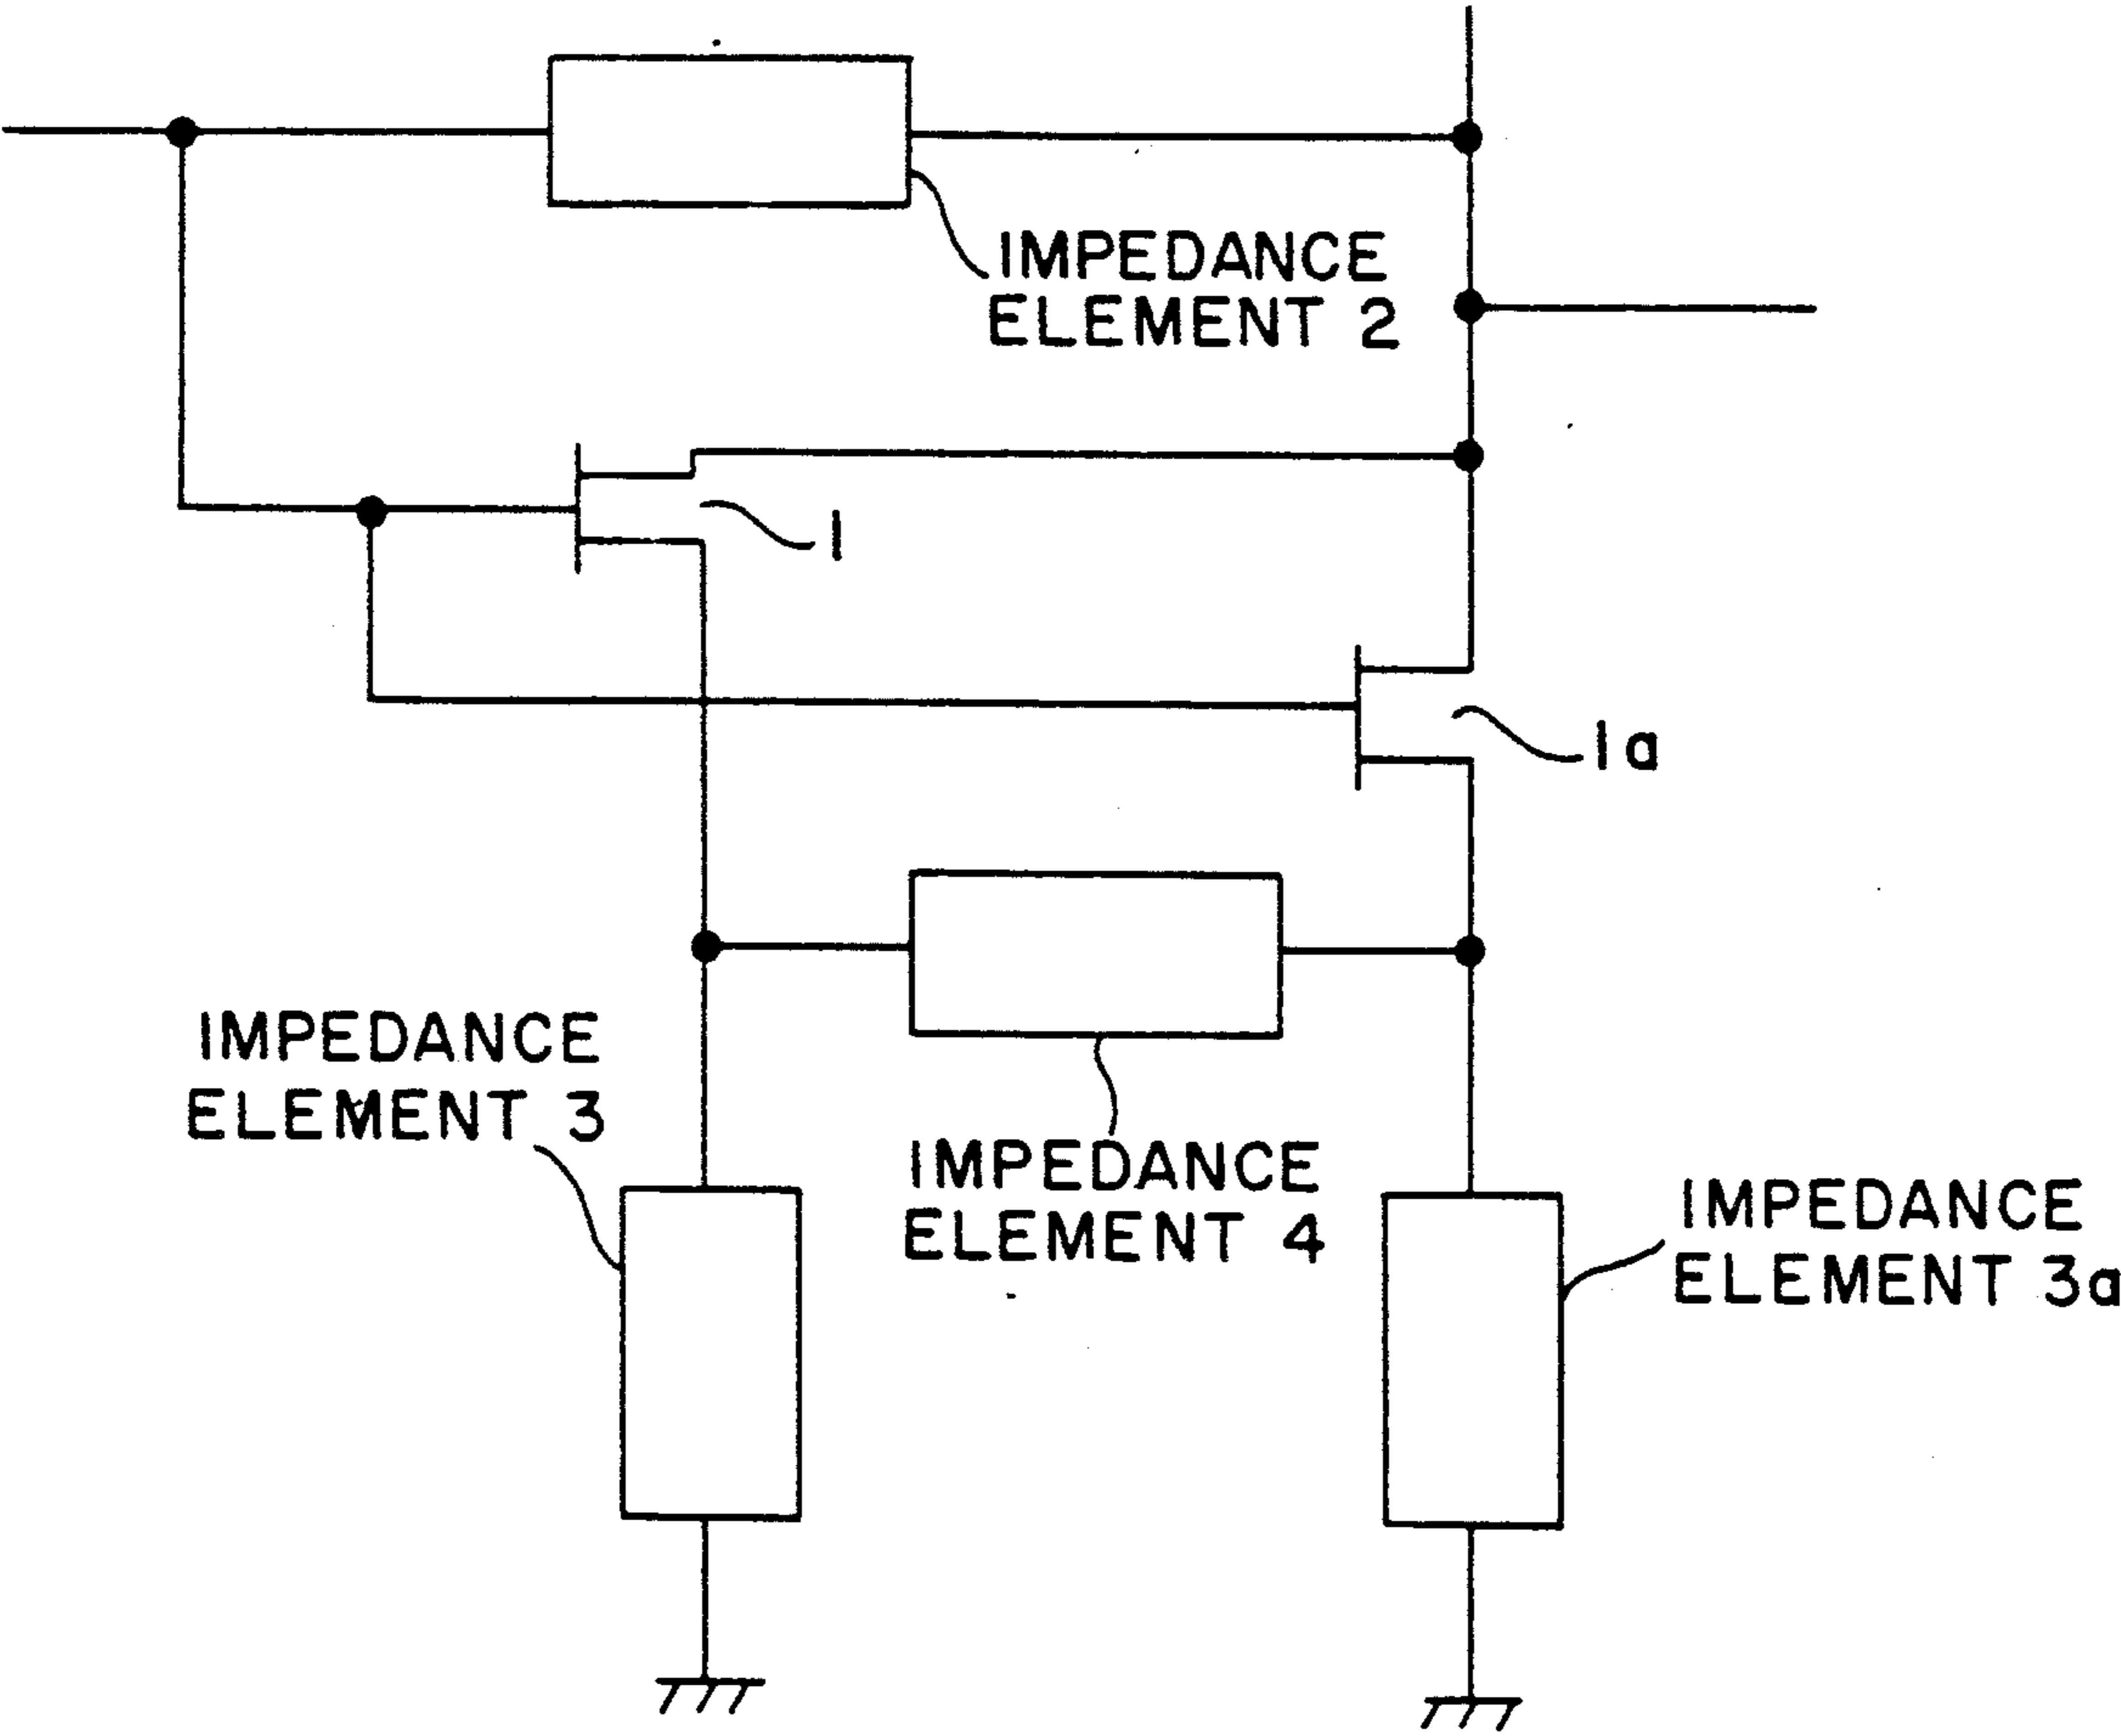 IMPEDANCE
ELEMENT 2
1
1a
IMPEDANCE
ELEMENT 3
IMPEDANCE
ELEMENT 4
IMPEDANCE
ELEMENT 3a